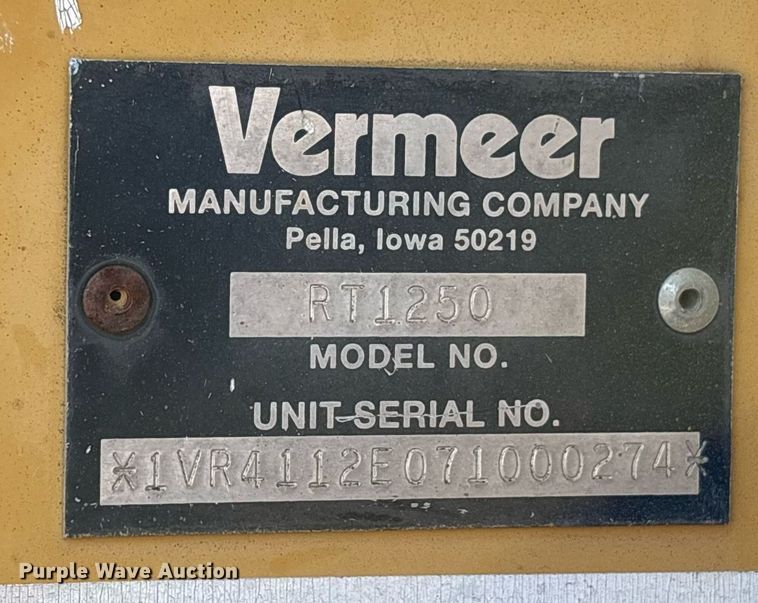 Vermeer
MANUFACTURING COMPANY
Pella, Iowa 50219
RT1250
MODEL NO.
UNIT SERIAL NO.
*1VR4112E071000274*
Purple Wave Auction